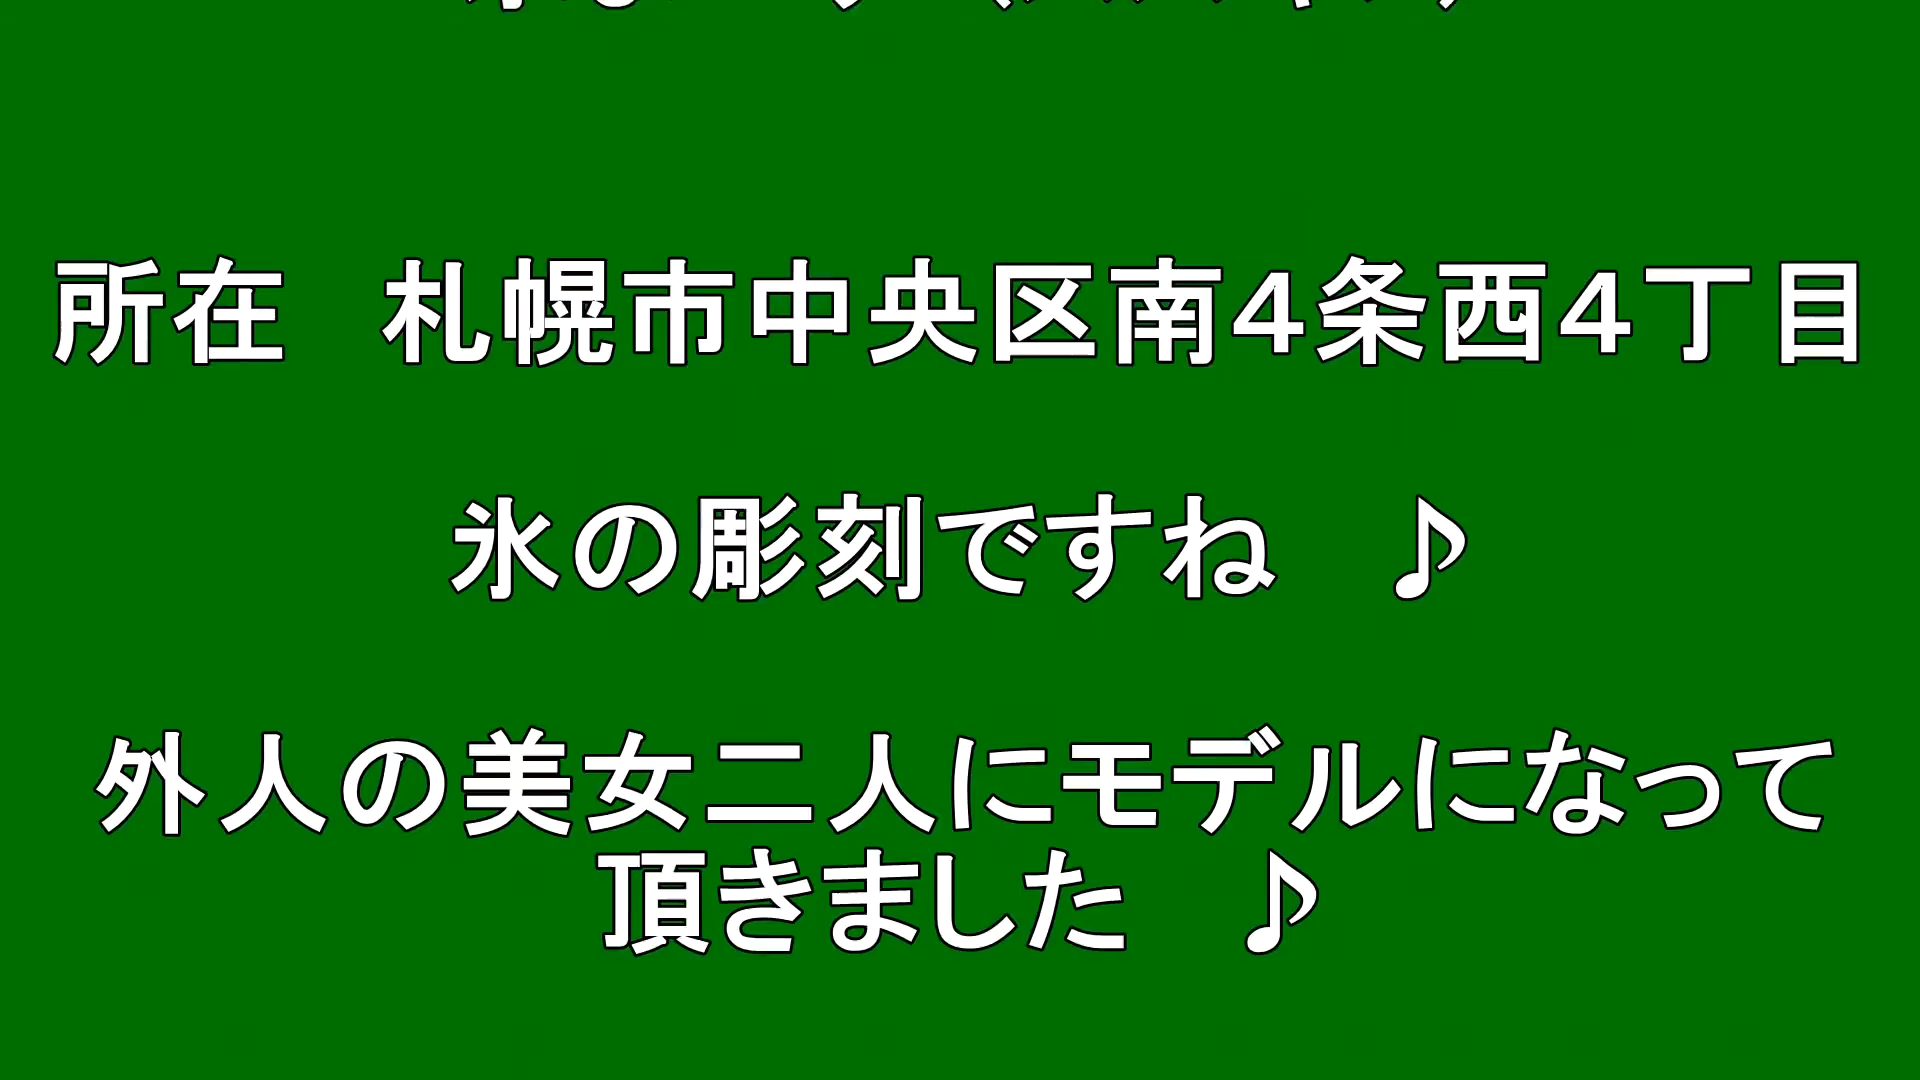 所在　札幌市中央区南４条西４丁目
氷の彫刻ですね　♪
外人の美女二人にモデルになって
頂きました　♪